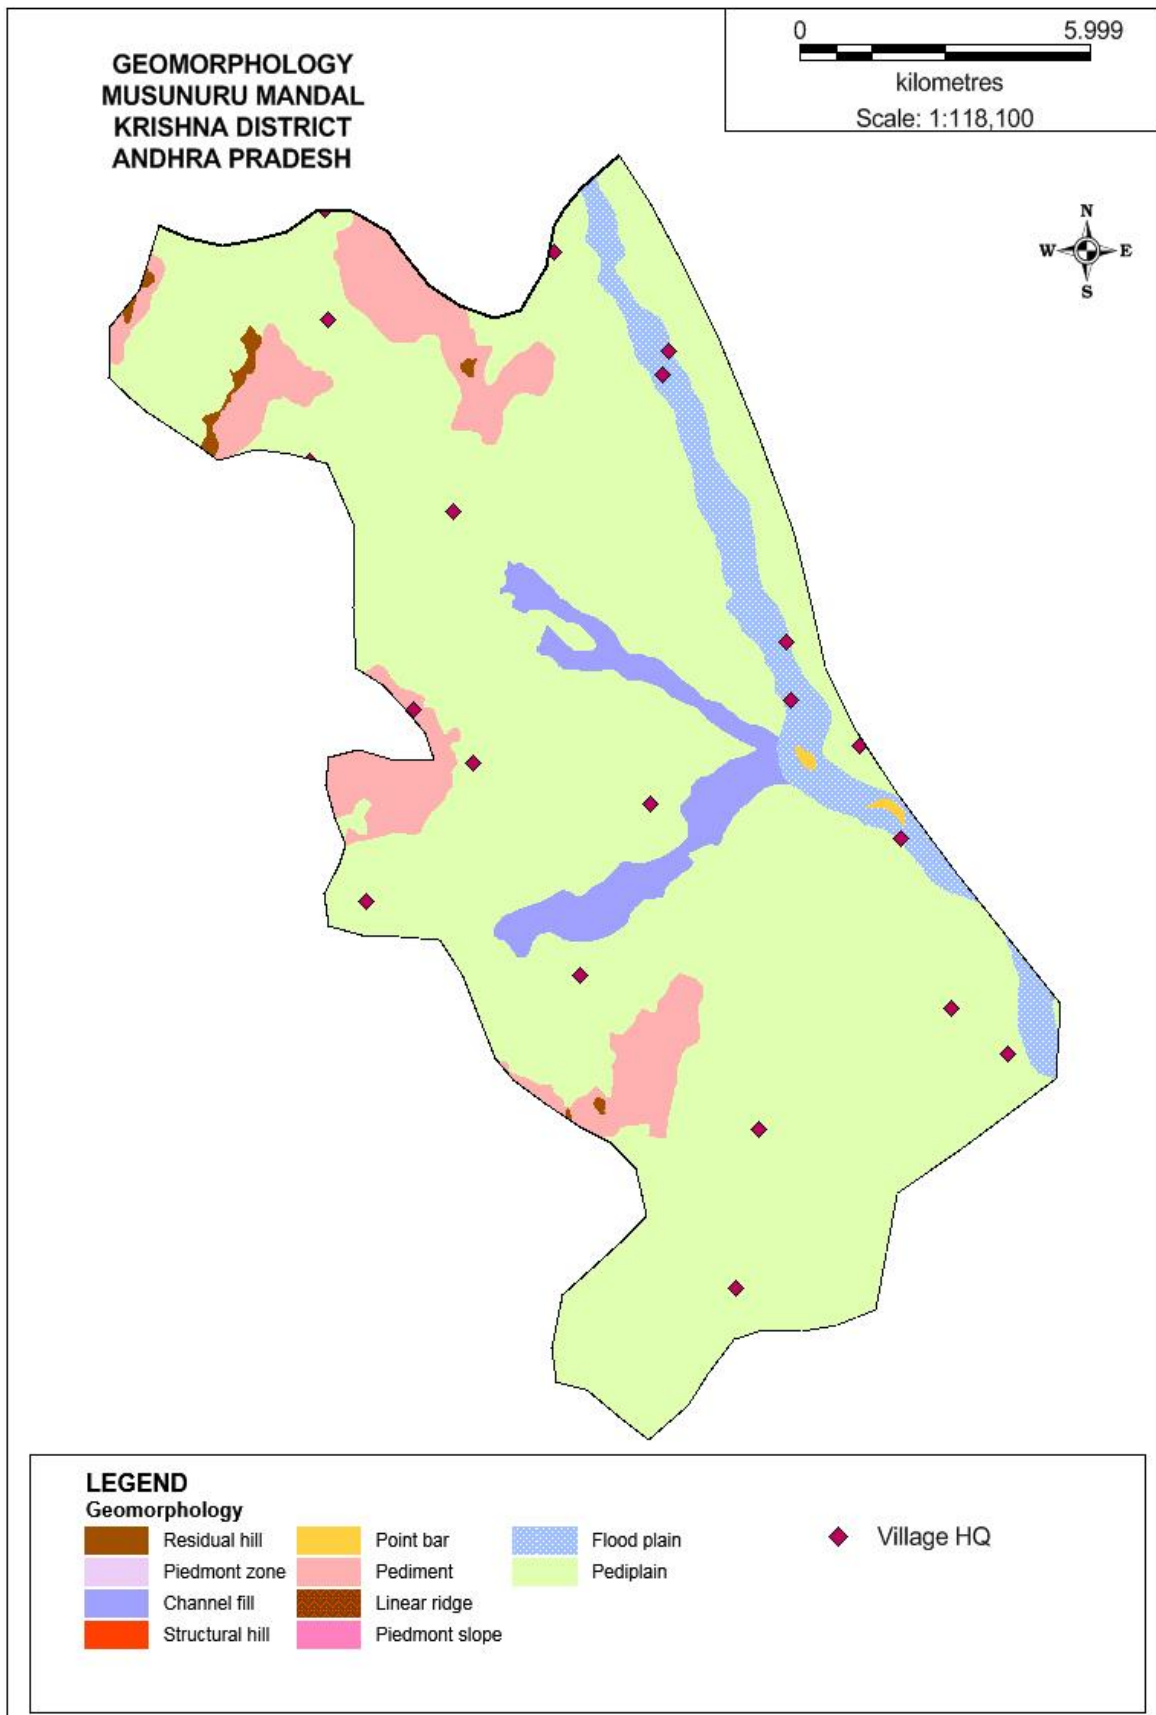 GEOMORPHOLOGY
MUSUNURU MANDAL
KRISHNA DISTRICT
ANDHRA PRADESH
0 5.999
kilometres
Scale: 1:118,100
N
W E
S
LEGEND
Geomorphology
Residual hill
Piedmont zone
Channel fill
Structural hill
Point bar
Pediment
Linear ridge
Piedmont slope
Flood plain
Pediplain
Village HQ